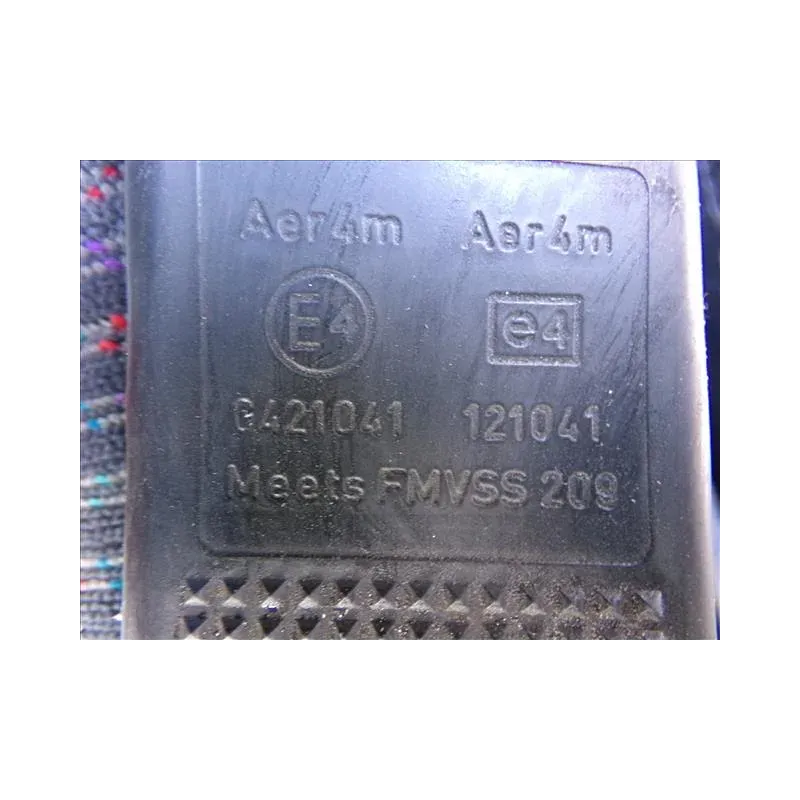 Aer4m Aer4m
E4 e4
G421041 121041
Meets FMVSS 209